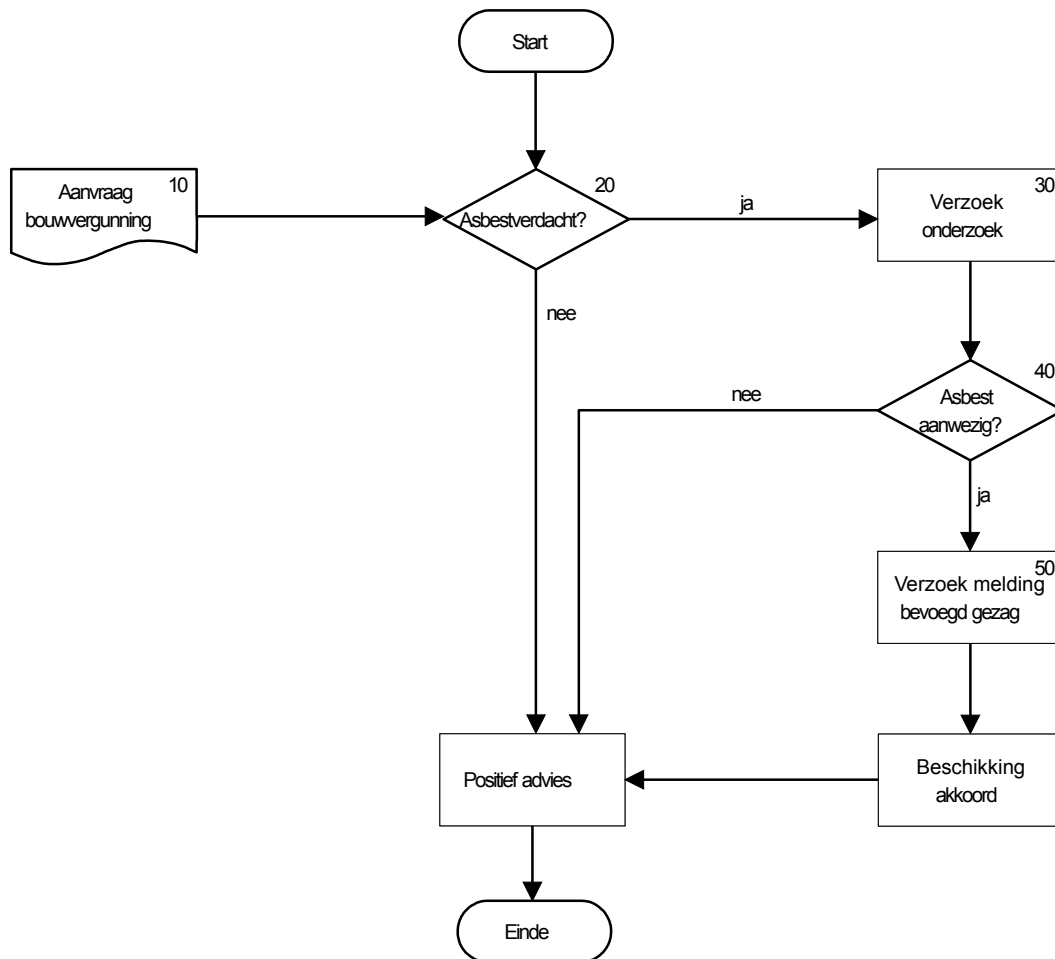 Start
10
Aanvraag
bouwvergunning
20
Asbestverdacht?
ja
30
Verzoek
onderzoek
nee
40
Asbest
aanwezig?
nee
ja
50
Verzoek melding
bevoegd gezag
Positief advies
Beschikking
akkoord
Einde